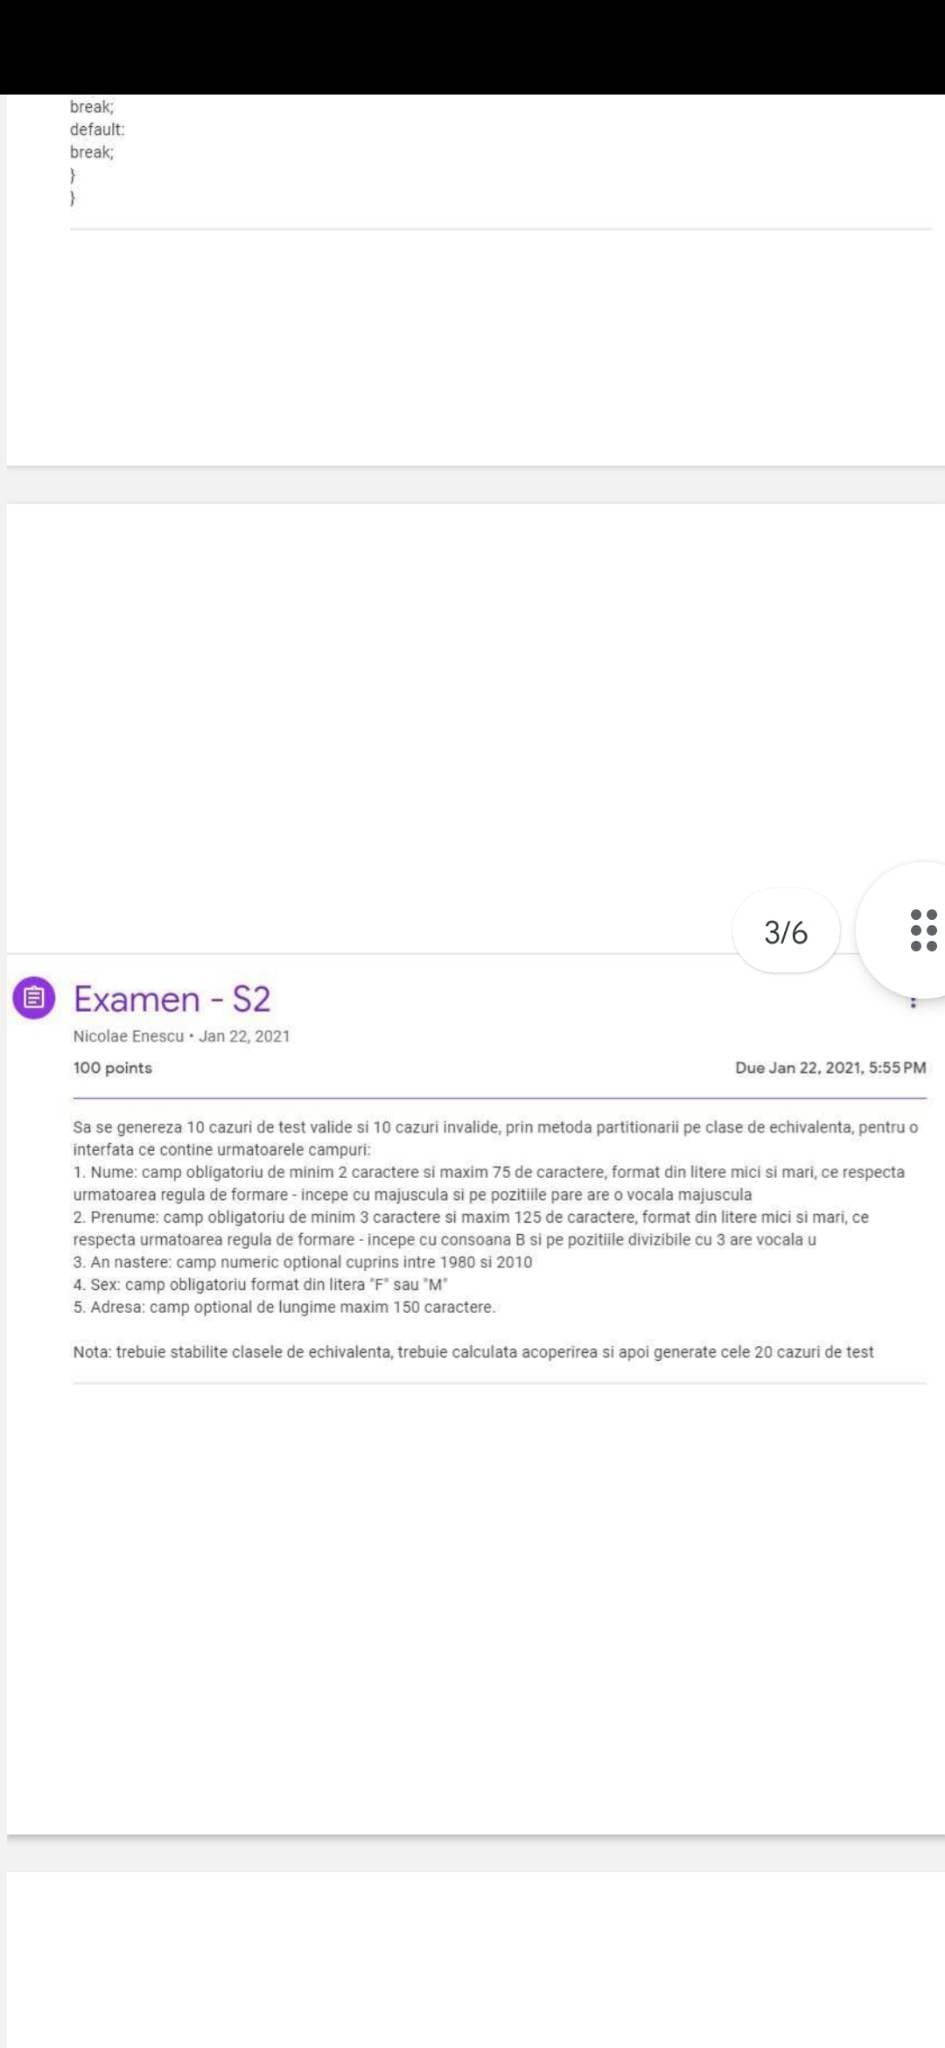 break;
default:
break;
}
}
3/6
Examen - S2
Nicolae Enescu • Jan 22, 2021
100 points
Due Jan 22, 2021, 5:55 PM
Sa se genereza 10 cazuri de test valide si 10 cazuri invalide, prin metoda partitionarii pe clase de echivalenta, pentru o
interfata ce contine urmatoarele campuri:
1. Nume: camp obligatoriu de minim 2 caractere si maxim 75 de caractere, format din litere mici si mari, ce respecta
urmatoarea regula de formare - incepe cu majuscula si pe pozitiile pare are o vocala majuscula
2. Prenume: camp obligatoriu de minim 3 caractere si maxim 125 de caractere, format din litere mici si mari, ce
respecta urmatoarea regula de formare - incepe cu consoana B si pe pozitiile divizibile cu 3 are vocala u
3. An nastere: camp numeric optional cuprins intre 1980 si 2010
4. Sex: camp obligatoriu format din litera "F" sau "M"
5. Adresa: camp optional de lungime maxim 150 caractere.
Nota: trebuie stabilite clasele de echivalenta, trebuie calculata acoperirea si apoi generate cele 20 cazuri de test